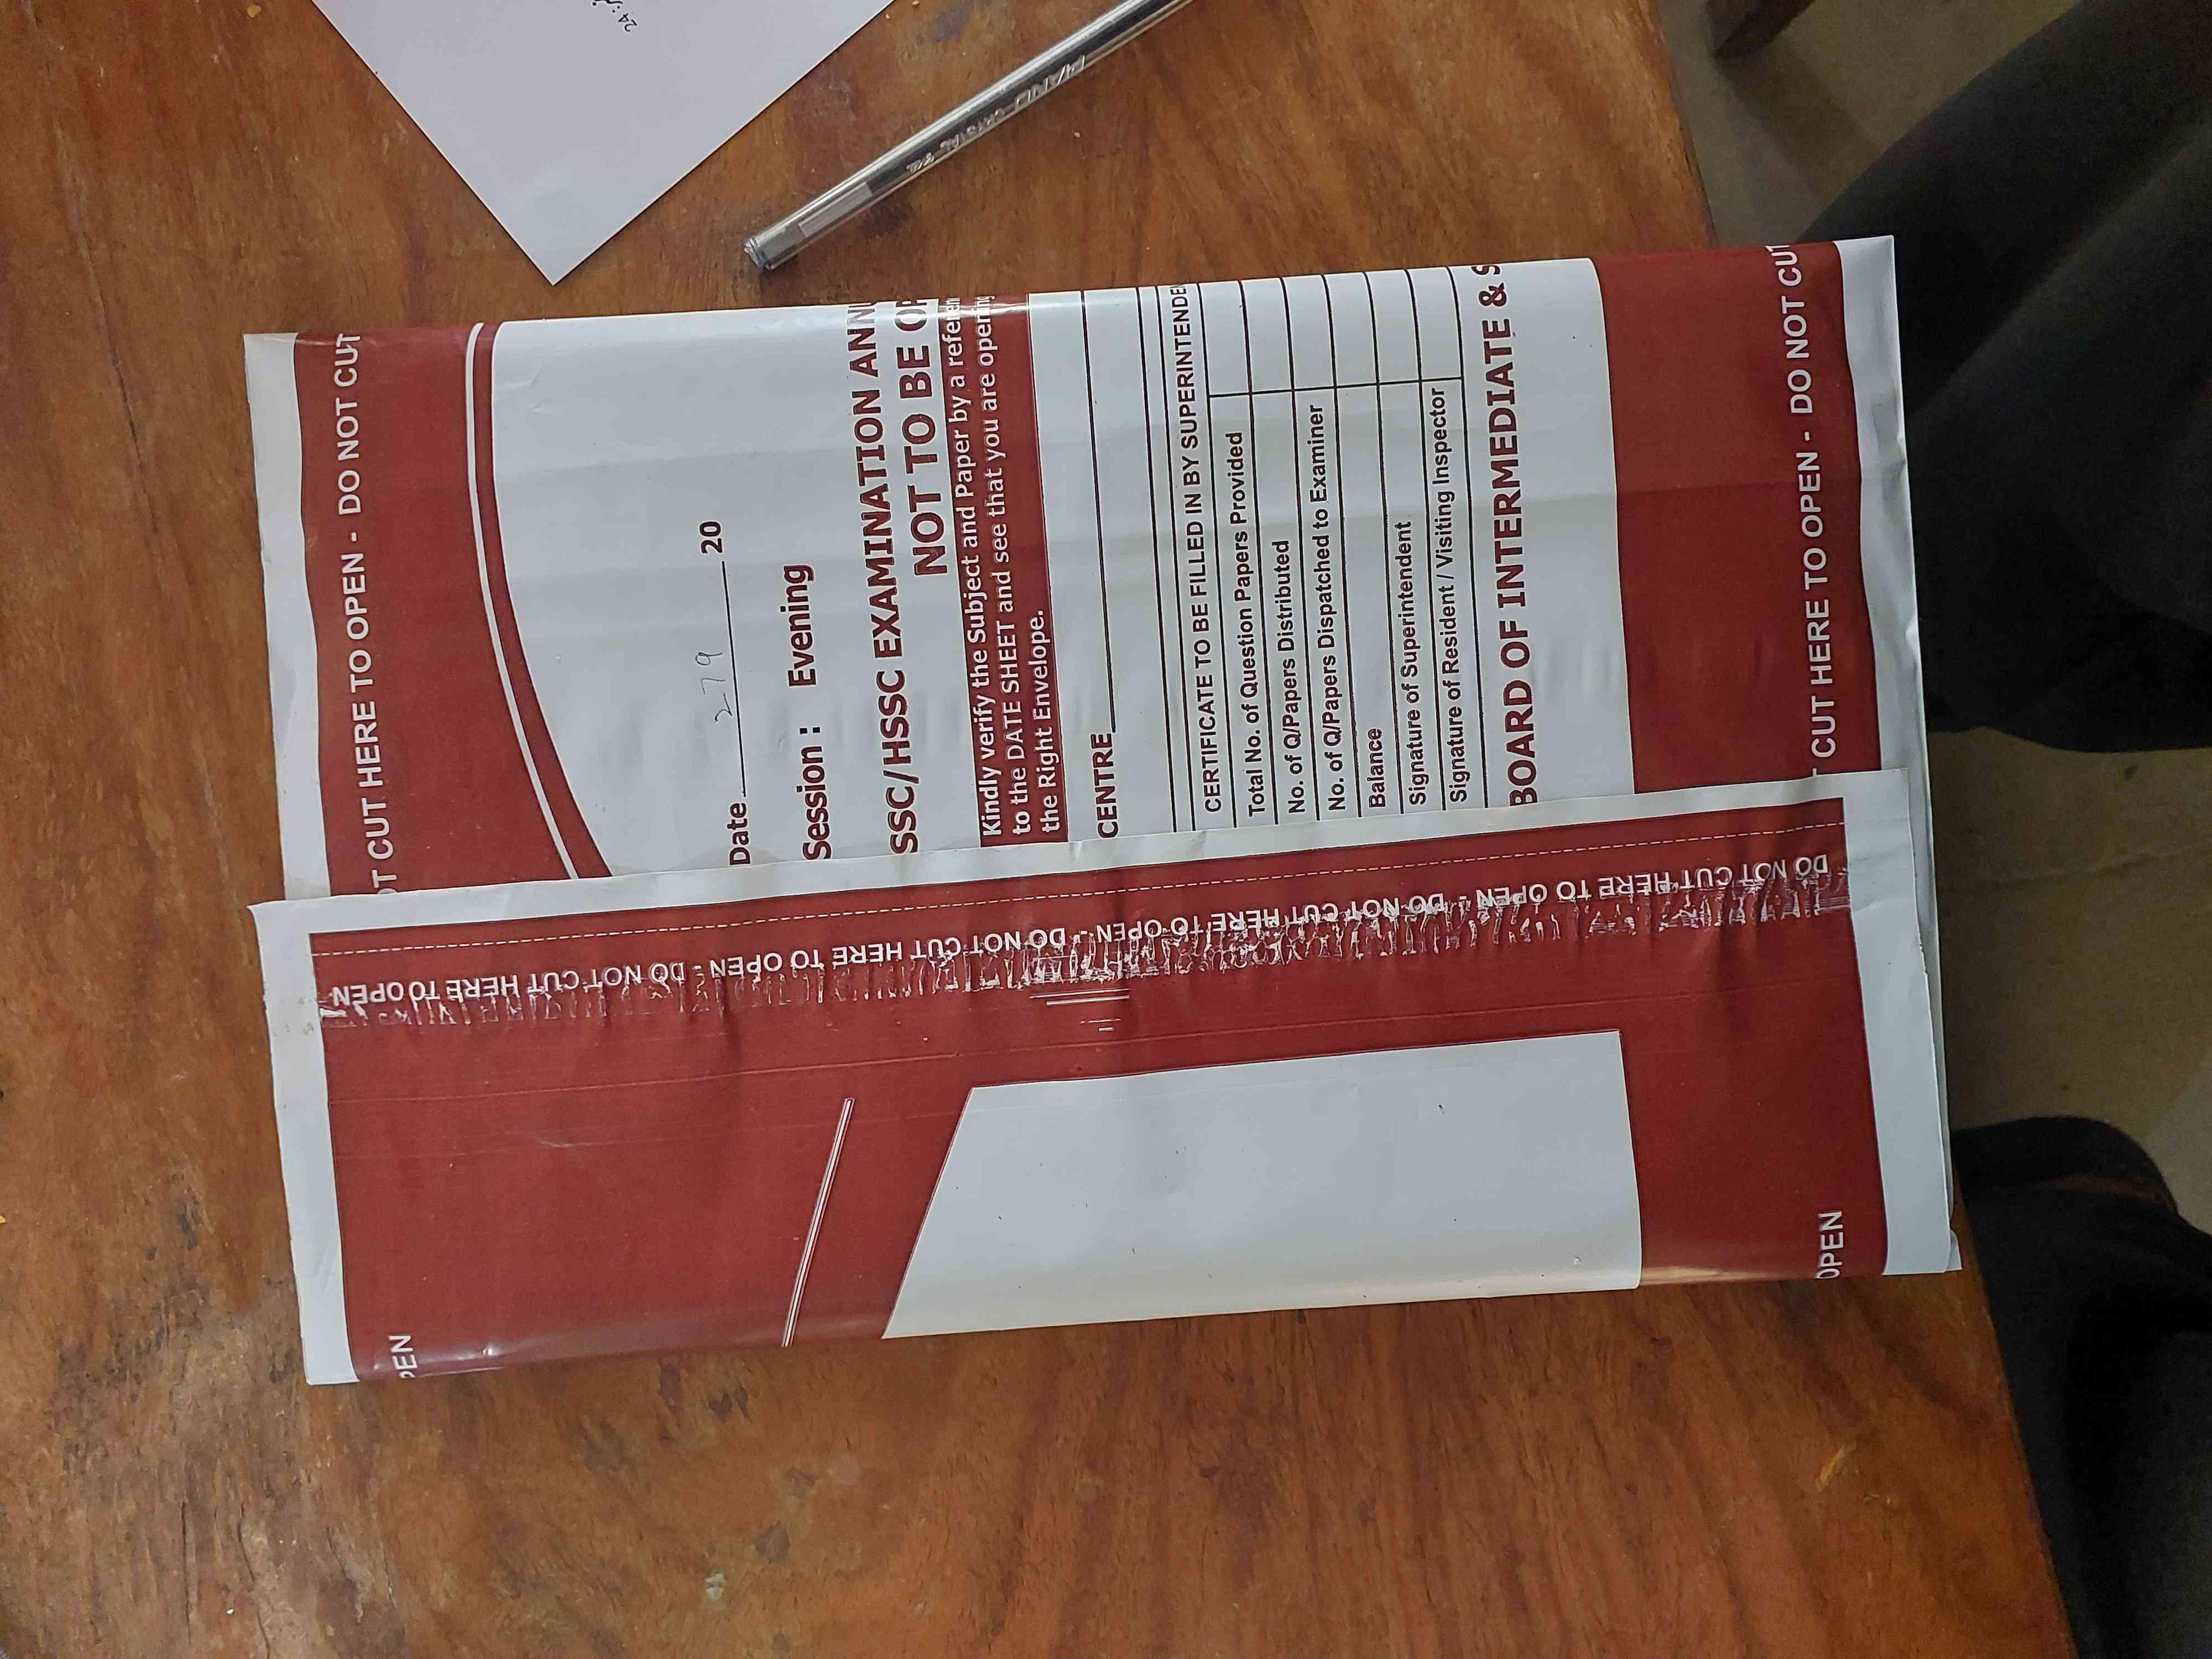 DO NOT CUT HERE TO OPEN - DO NOT CUT HERE TO OPEN - DO NOT CUT HERE TO OPEN - DO NOT CUT HERE TO OPEN
CUT HERE TO OPEN - DO NOT CUT
Date 279 20
Session : Evening
SSC/HSSC EXAMINATION
NOT TO BE
Kindly verify the Subject and Paper by a
to the DATE SHEET and see that you are
the Right Envelope.
CENTRE
CERTIFICATE TO BE FILLED IN BY
Total No. of Question Papers Provided
No. of Q/Papers Distributed
No. of Q/Papers Dispatched to Examiner
Balance
Signature of Superintendent
Signature of Resident / Visiting Inspector
BOARD OF INTERMEDIATE &
CUT HERE TO OPEN - DO NOT CUT
OPEN
24